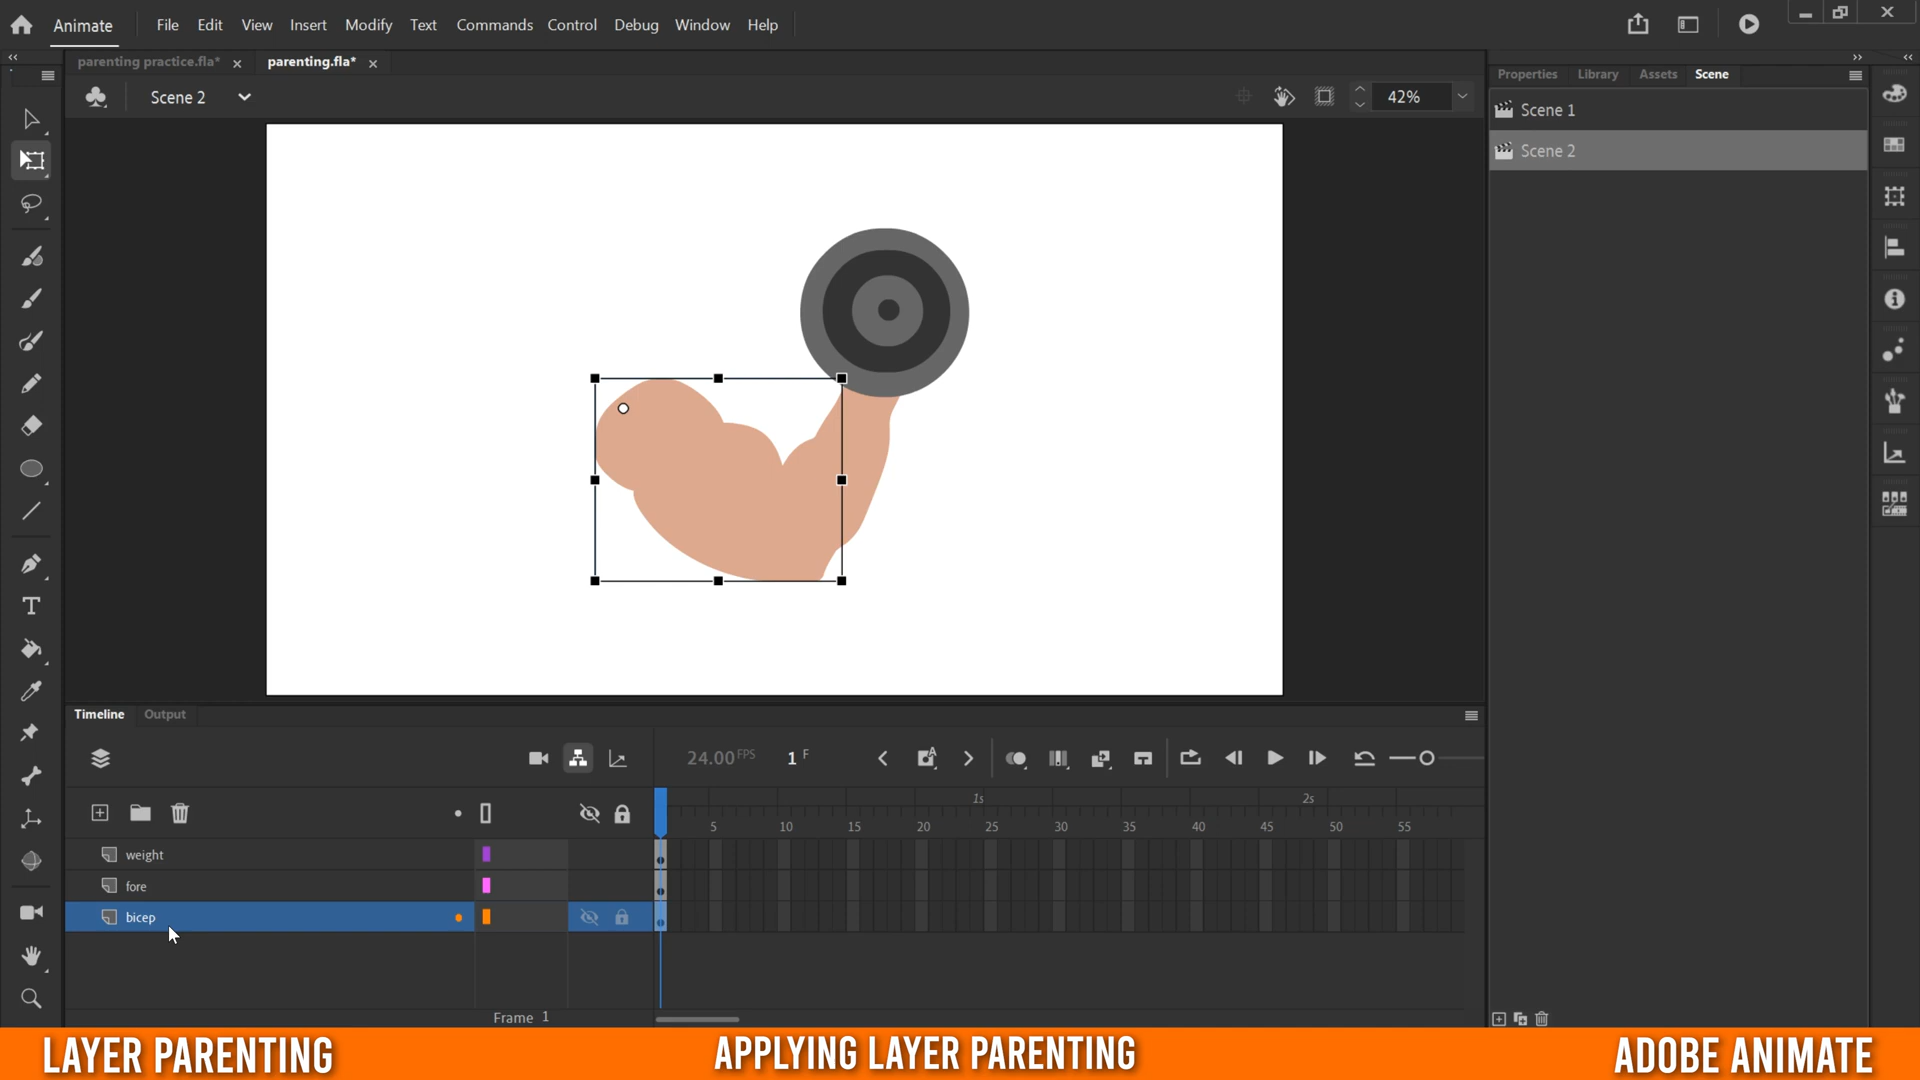 Animate File Edit View Insert Modify Text Commands Control Debug Window Help
parenting practice.fla* parenting.fla*
Properties Library Assets Scene
Scene 2 42%
Scene 1
Scene 2
Timeline Output
24.00 FPS 1 F
1s 2s
5 10 15 20 25 30 35 40 45 50 55
weight
fore
bicep
Frame 1
LAYER PARENTING APPLYING LAYER PARENTING ADOBE ANIMATE